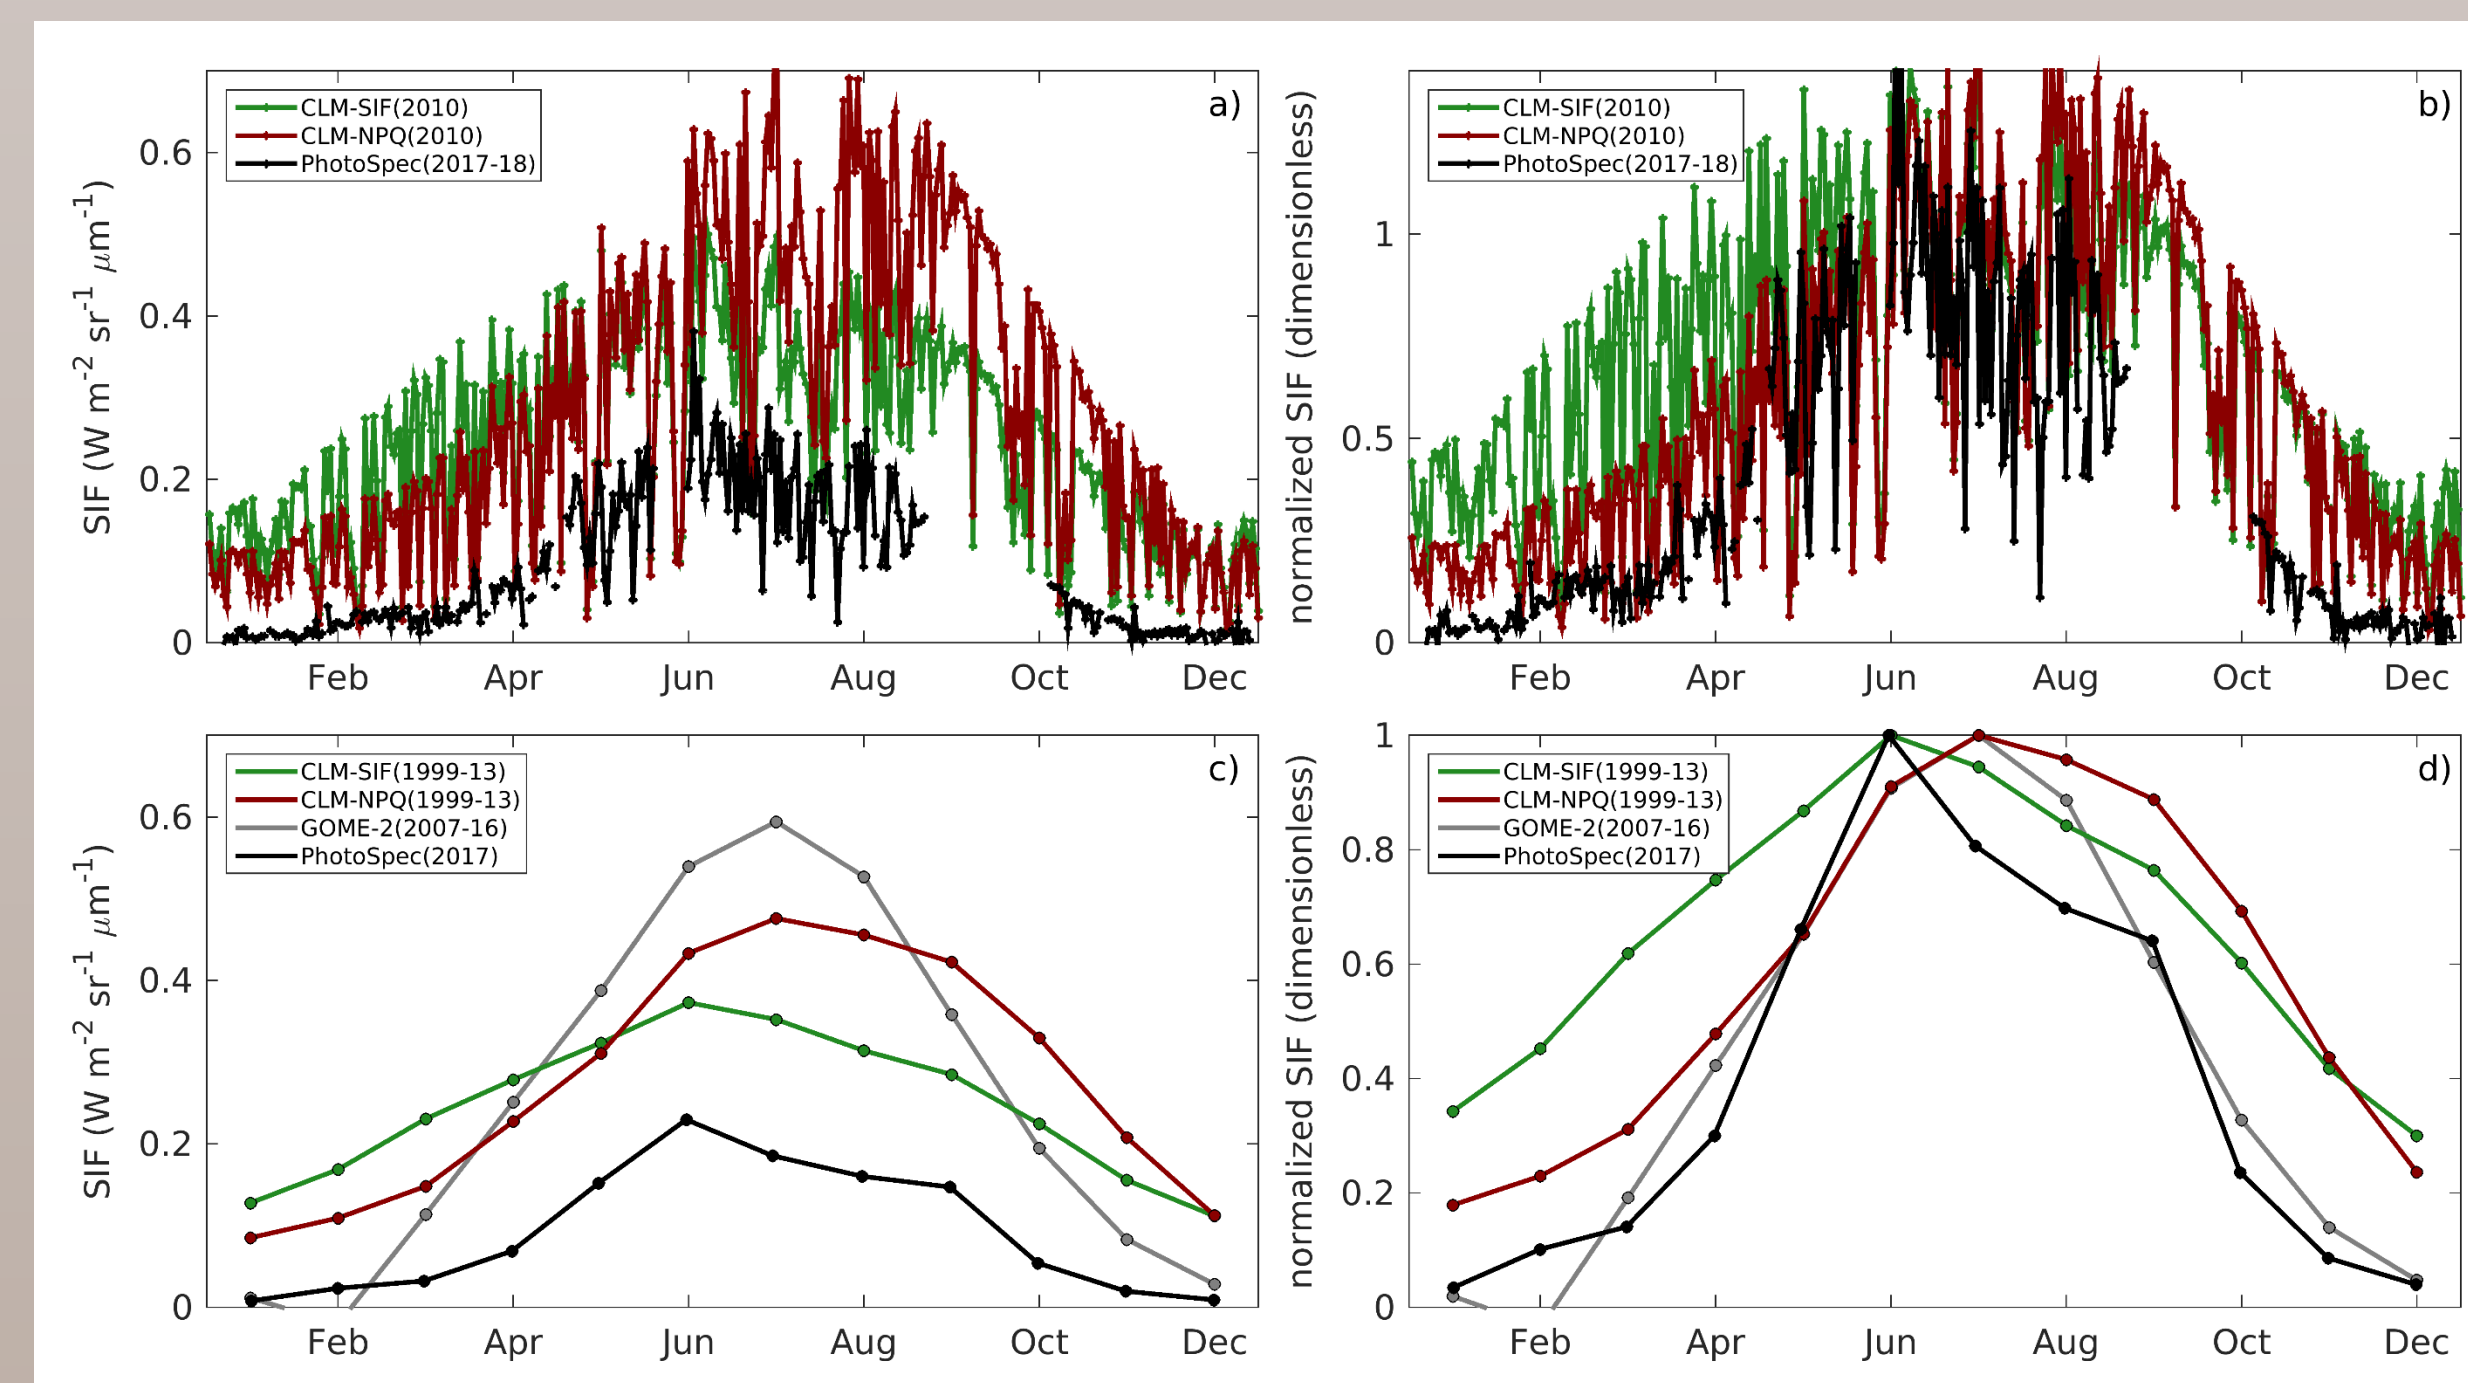 a)
CLM-SIF(2010)
CLM-NPQ(2010)
PhotoSpec(2017-18)
SIF (W m-2 sr-1 μm-1)
0.6
0.4
0.2
0
Feb Apr Jun Aug Oct Dec
b)
CLM-SIF(2010)
CLM-NPQ(2010)
PhotoSpec(2017-18)
normalized SIF (dimensionless)
1
0.5
0
Feb Apr Jun Aug Oct Dec
c)
CLM-SIF(1999-13)
CLM-NPQ(1999-13)
GOME-2(2007-16)
PhotoSpec(2017)
SIF (W m-2 sr-1 μm-1)
0.6
0.4
0.2
0
Feb Apr Jun Aug Oct Dec
d)
CLM-SIF(1999-13)
CLM-NPQ(1999-13)
GOME-2(2007-16)
PhotoSpec(2017)
normalized SIF (dimensionless)
1
0.8
0.6
0.4
0.2
0
Feb Apr Jun Aug Oct Dec